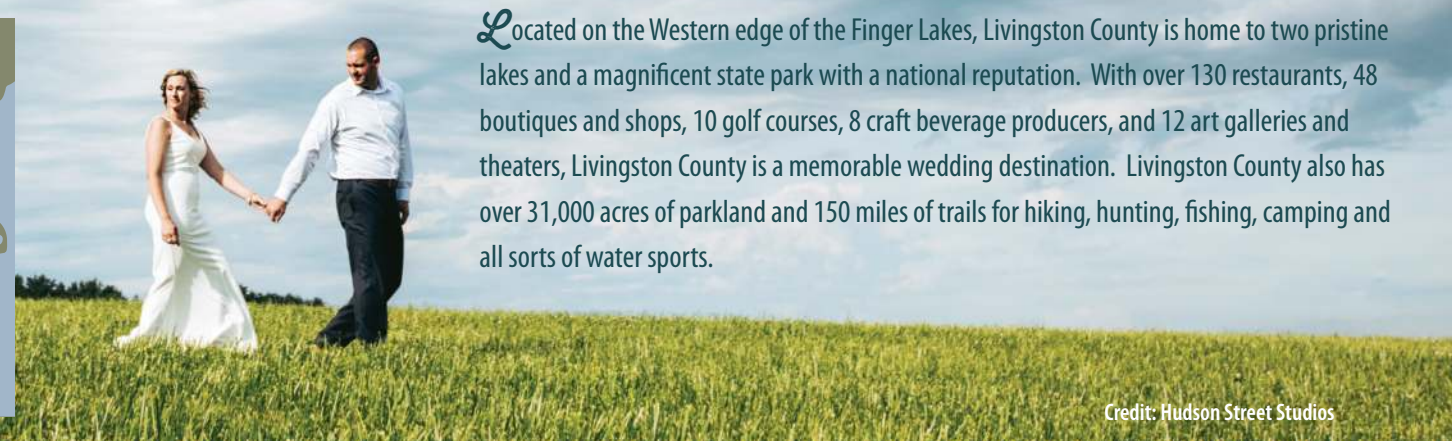 Located on the Western edge of the Finger Lakes, Livingston County is home to two pristine
lakes and a magnificent state park with a national reputation.  With over 130 restaurants, 48
boutiques and shops, 10 golf courses, 8 craft beverage producers, and 12 art galleries and
theaters, Livingston County is a memorable wedding destination.  Livingston County also has
over 31,000 acres of parkland and 150 miles of trails for hiking, hunting, fishing, camping and
all sorts of water sports.
Credit: Hudson Street Studios